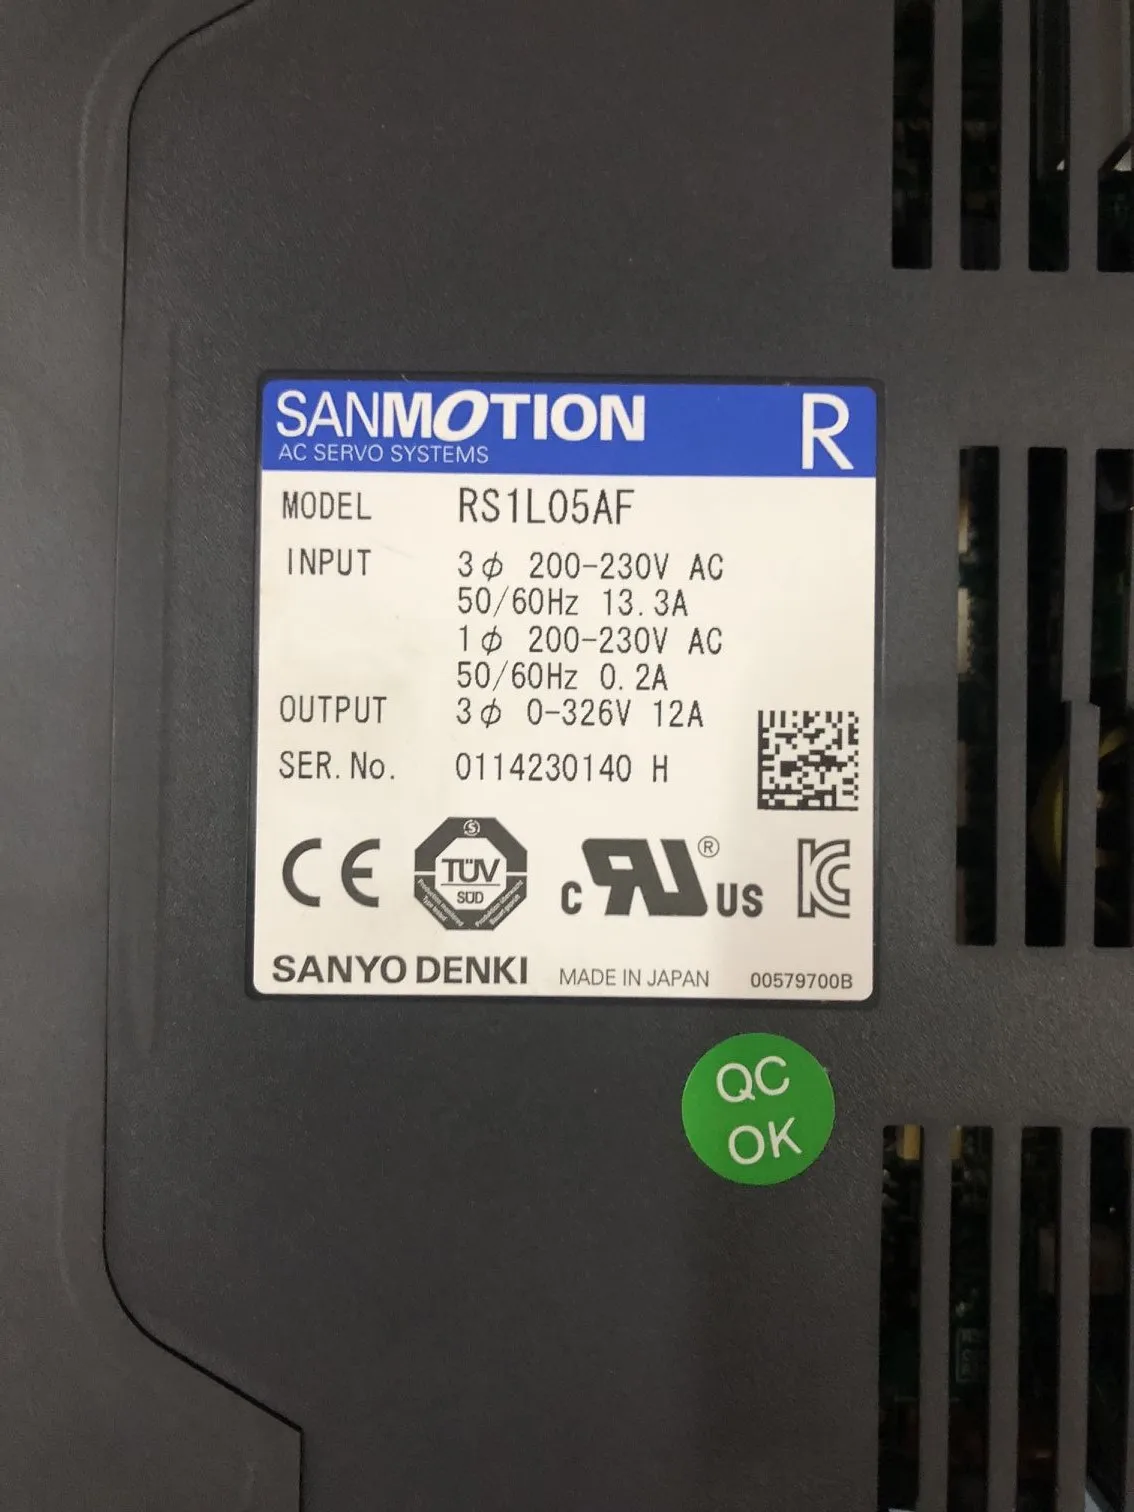 SANMOTION R
AC SERVO SYSTEMS
MODEL RS1L05AF
INPUT 3φ 200-230V AC
50/60Hz 13.3A
1φ 200-230V AC
50/60Hz 0.2A
OUTPUT 3φ 0-326V 12A
SER.No. 0114230140 H
CE
TÜV
SÜD
c RU ® US
KC
SANYO DENKI MADE IN JAPAN 00579700B
QC
OK